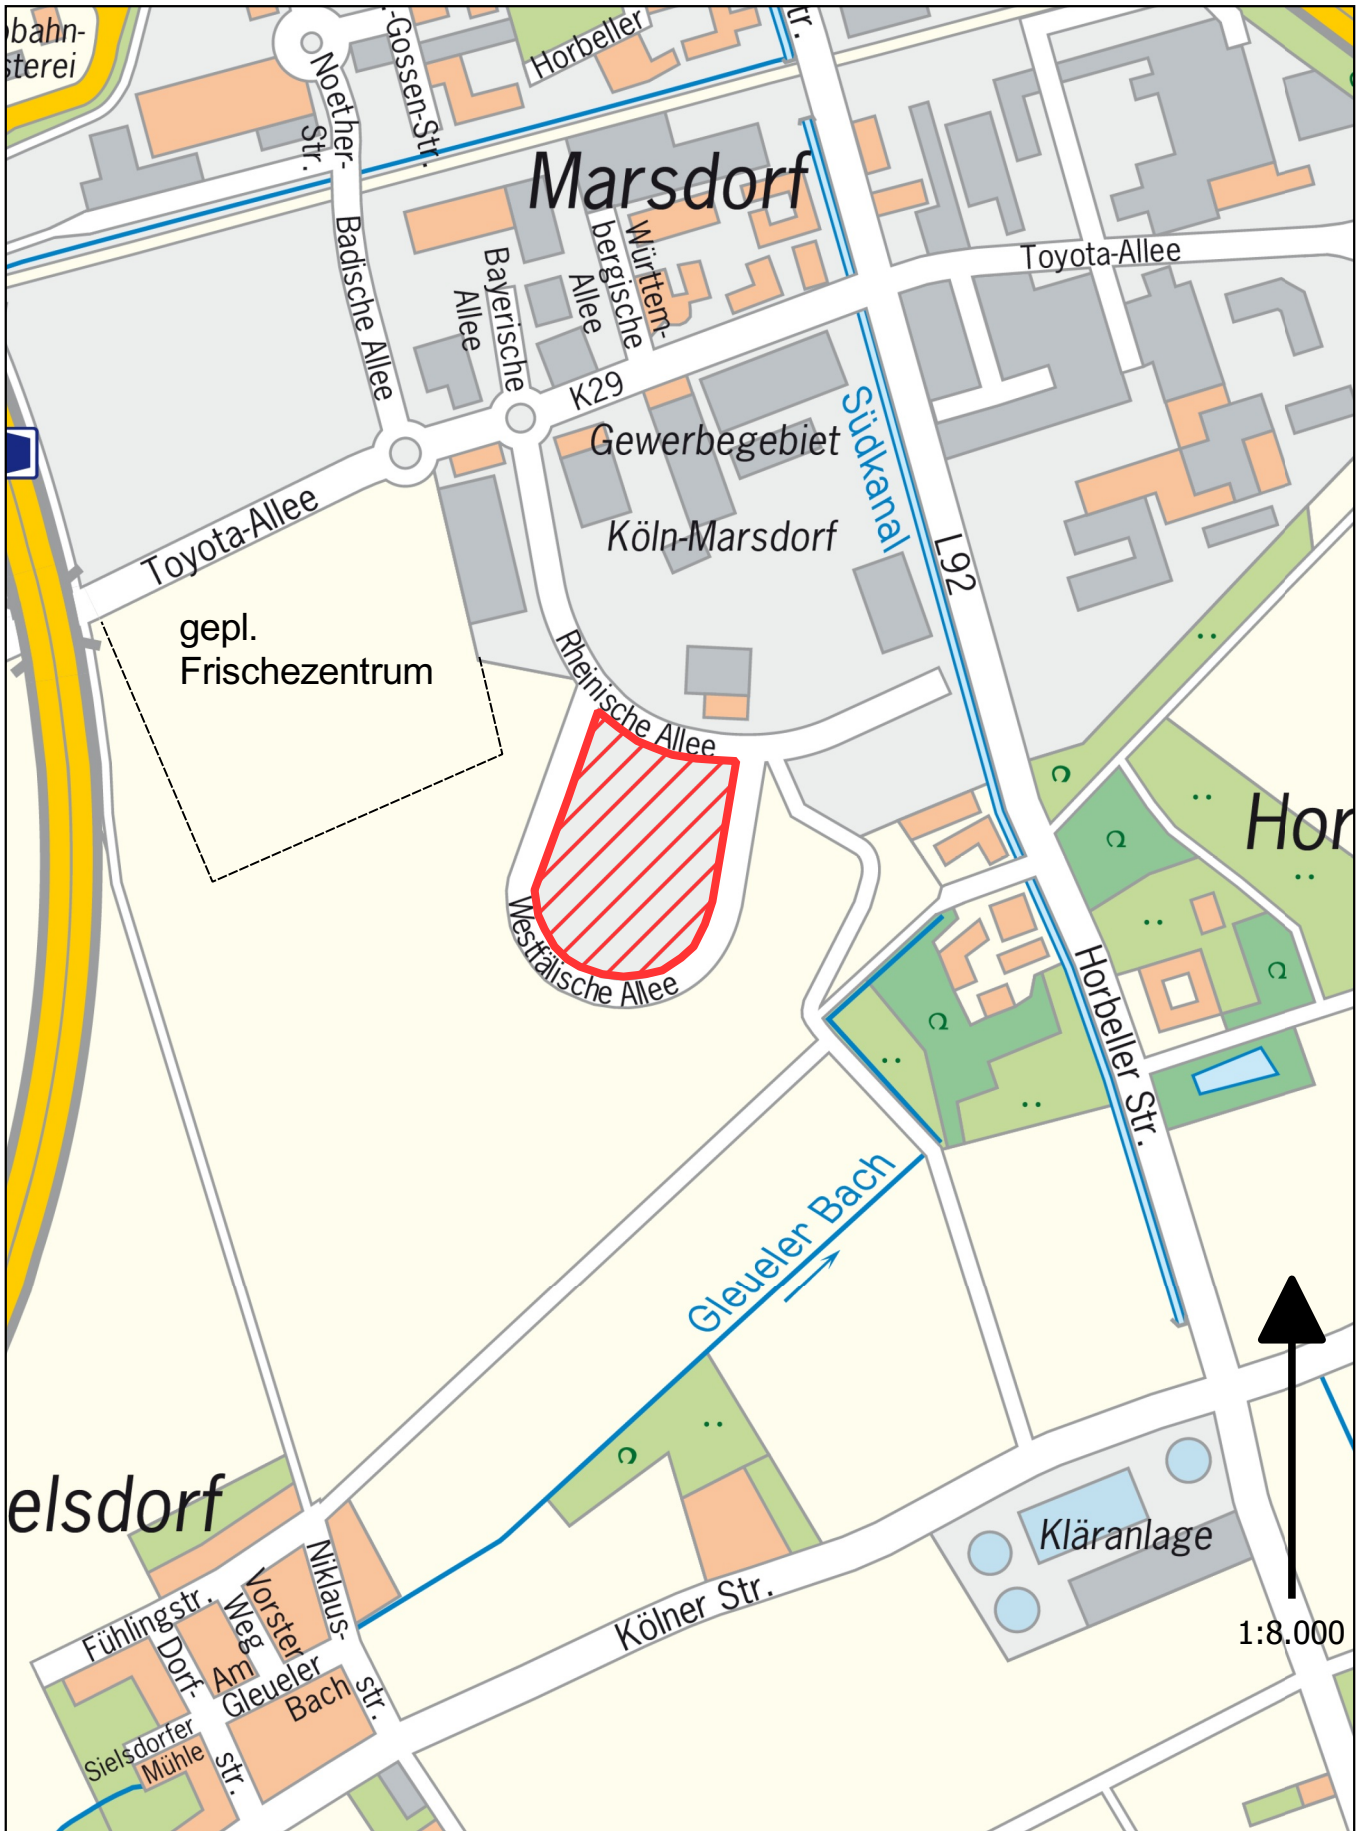 obahn-
sterei
Noether-
Str.
-Gossen-Str.
Horbeller
tr.
Marsdorf
Badische Allee
Bayerische
Allee
Württem-
bergische
Allee
Toyota-Allee
K29
Gewerbegebiet
Köln-Marsdorf
Südkanal
L92
Toyota-Allee
gepl.
Frischezentrum
Rheinische Allee
Westfälische Allee
Hor
Horbeller Str.
Gleueler Bach
elsdorf
Kläranlage
1:8.000
Kölner Str.
Fühlingstr.
Dorf-
str.
Vorster
Weg
Niklaus-
str.
Am
Gleueler
Bach
Sielsdorfer
Mühle